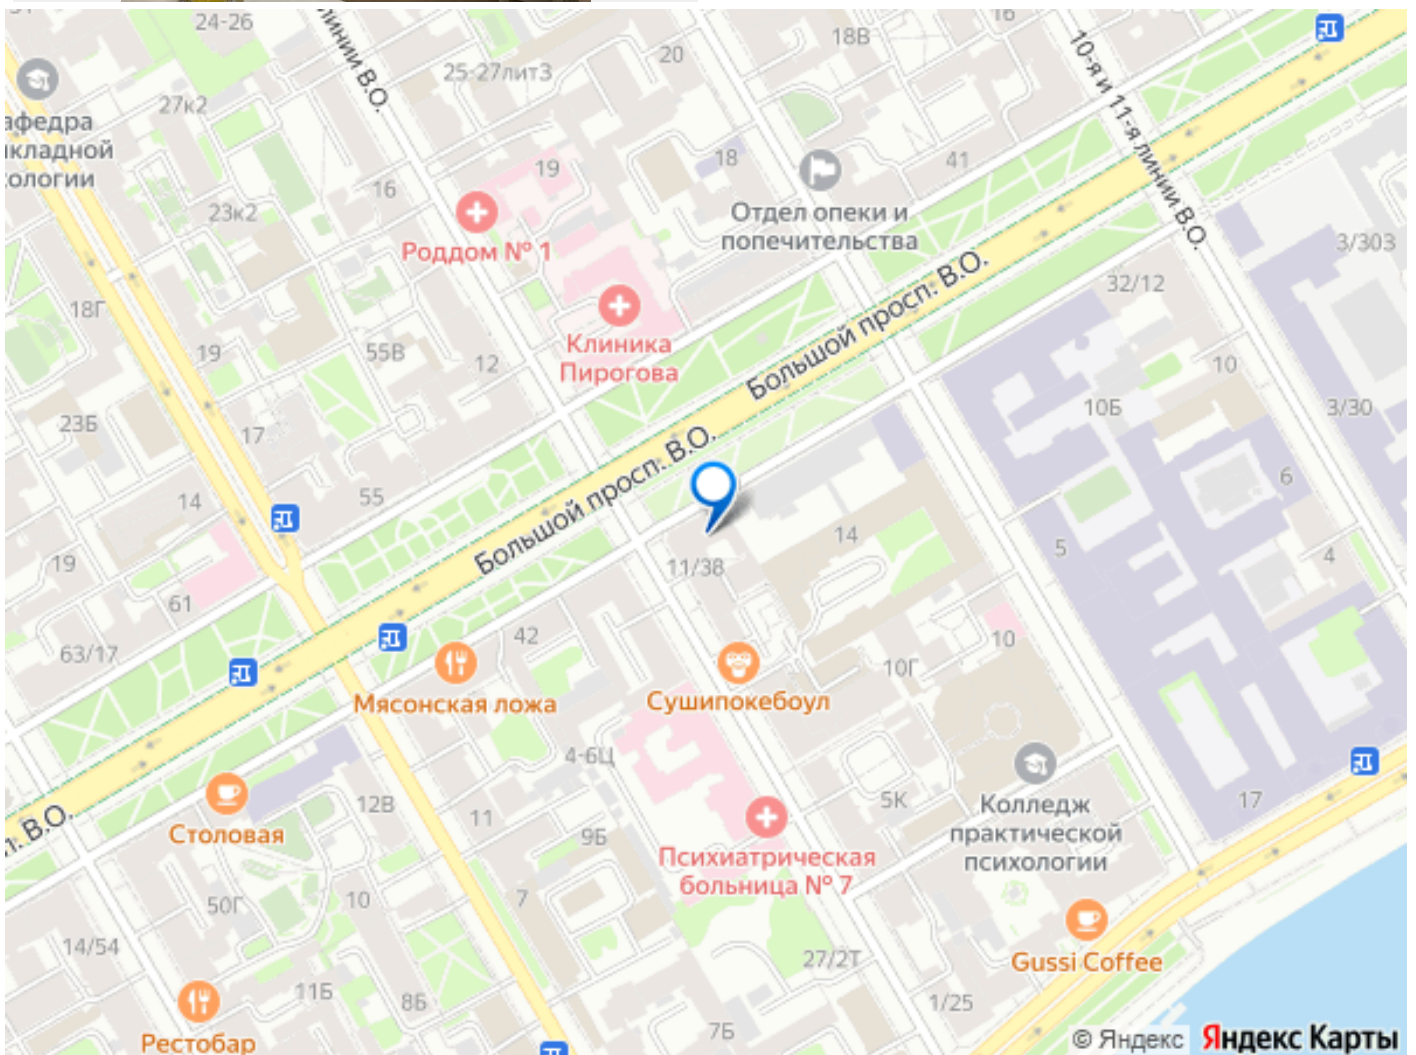 24-26
линии В.О.
25-27лит3
20
18В
16
10-я и 11-я линии В.О.
афедра
икладной
ологии
27к2
19
18
41
16
23к2
Роддом № 1
Отдел опеки и
попечительства
3/303
32/12
18Г
19
55В
12
Клиника
Пирогова
Большой просп. В.О.
10
23Б
17
10Б
3/30
14
55
Большой просп. В.О.
6
19
11/38
14
5
4
61
63/17
42
10
Мясонская ложа
Сушипокебоул
10Г
4-6Ц
12В
11
Столовая
9Б
5К
Колледж
практической
психологии
17
п. В.О.
Психиатрическая
больница № 7
50Г
10
7
14/54
27/2Т
Gussi Coffee
11Б
8Б
1/25
7Б
Рестобар
© Яндекс Яндекс Карты